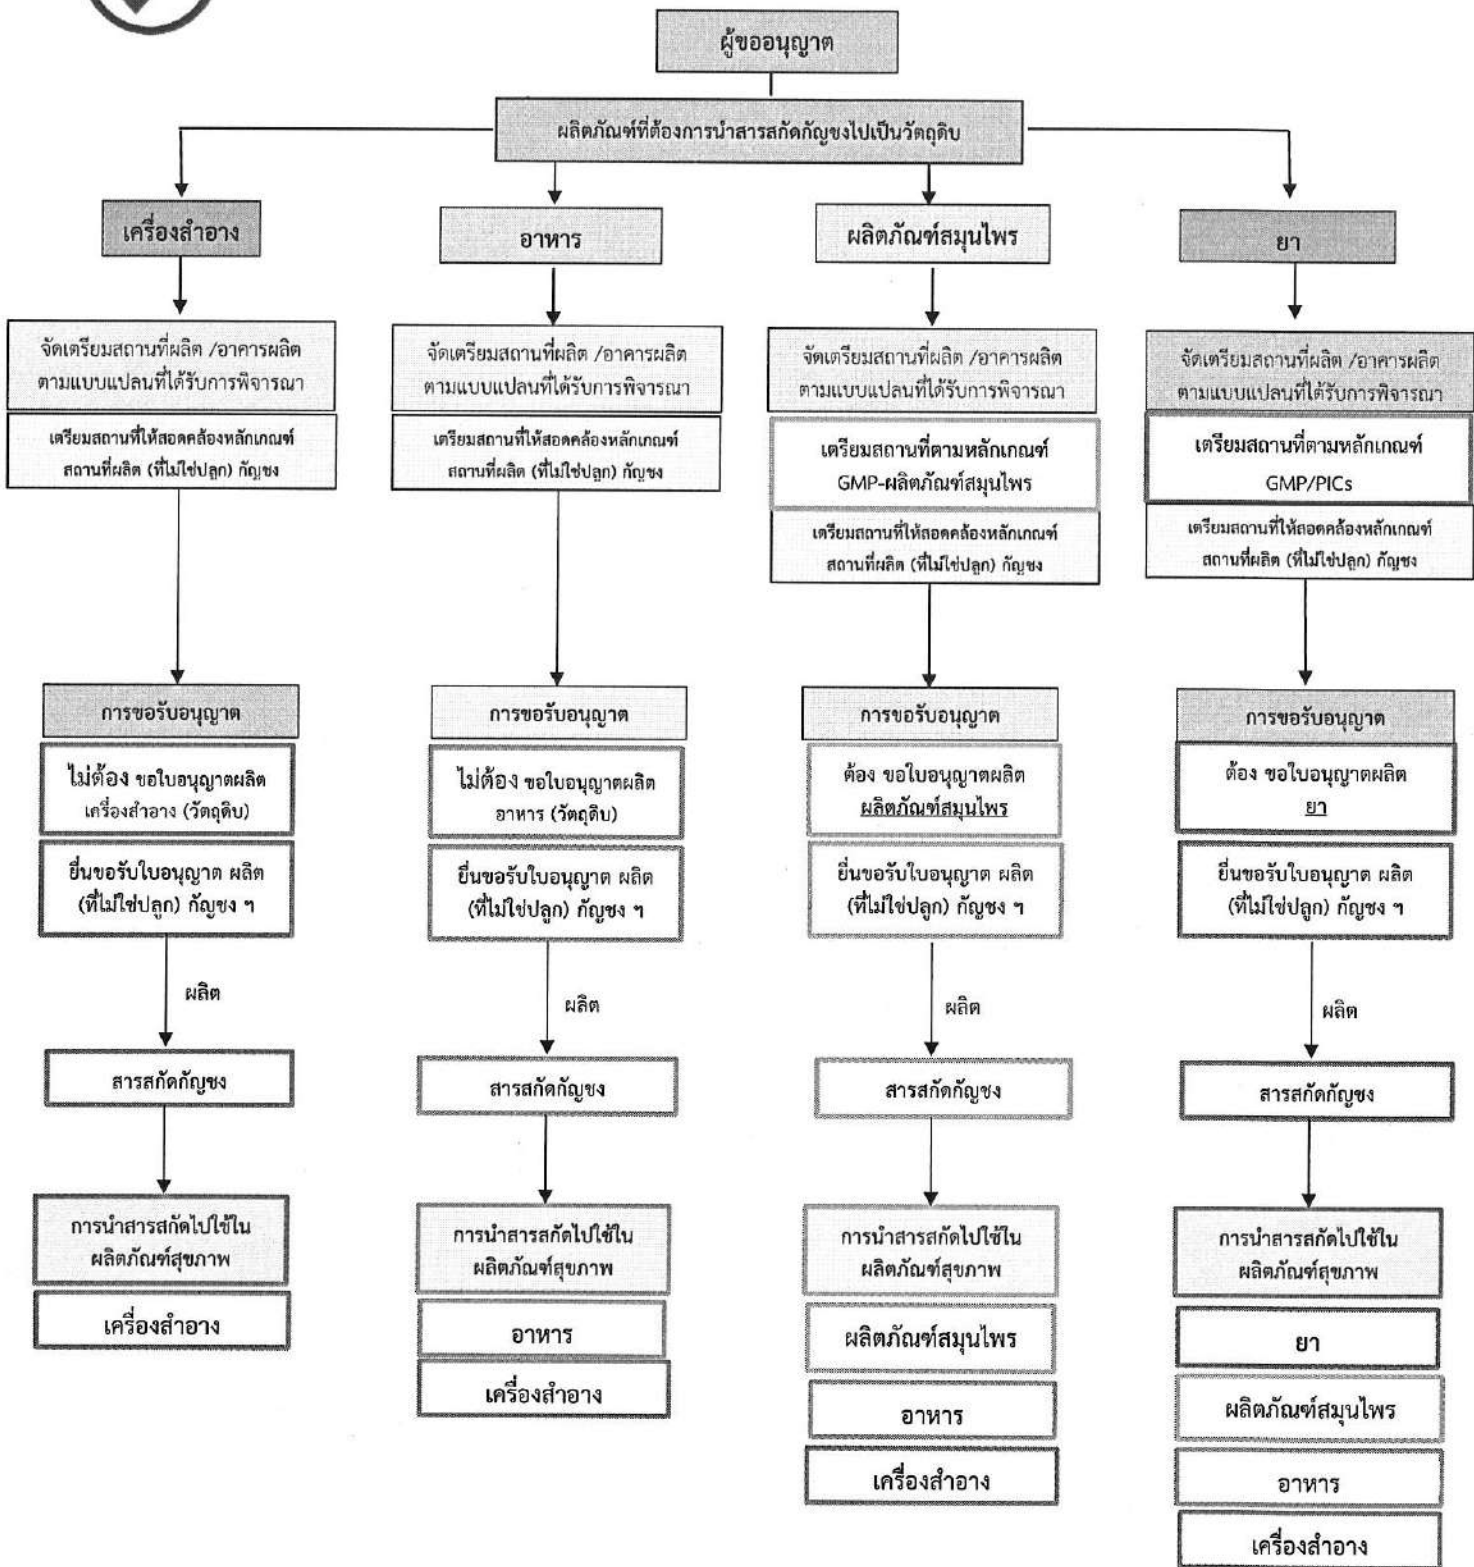 ผู้ขออนุญาต
ผลิตภัณฑ์ที่ต้องการนำสารสกัดกัญชงไปเป็นวัตถุดิบ
เครื่องสำอาง
จัดเตรียมสถานที่ผลิต /อาคารผลิต
ตามแบบแปลนที่ได้รับการพิจารณา
เตรียมสถานที่ให้สอดคล้องหลักเกณฑ์
สถานที่ผลิต (ที่ไม่ใช่ปลูก) กัญชง
การขอรับอนุญาต
ไม่ต้อง ขอใบอนุญาตผลิต
เครื่องสำอาง (วัตถุดิบ)
ยื่นขอรับใบอนุญาต ผลิต
(ที่ไม่ใช่ปลูก) กัญชง ฯ
ผลิต
สารสกัดกัญชง
การนำสารสกัดไปใช้ใน
ผลิตภัณฑ์สุขภาพ
เครื่องสำอาง
อาหาร
จัดเตรียมสถานที่ผลิต /อาคารผลิต
ตามแบบแปลนที่ได้รับการพิจารณา
เตรียมสถานที่ให้สอดคล้องหลักเกณฑ์
สถานที่ผลิต (ที่ไม่ใช่ปลูก) กัญชง
การขอรับอนุญาต
ไม่ต้อง ขอใบอนุญาตผลิต
อาหาร (วัตถุดิบ)
ยื่นขอรับใบอนุญาต ผลิต
(ที่ไม่ใช่ปลูก) กัญชง ฯ
ผลิต
สารสกัดกัญชง
การนำสารสกัดไปใช้ใน
ผลิตภัณฑ์สุขภาพ
อาหาร
เครื่องสำอาง
ผลิตภัณฑ์สมุนไพร
จัดเตรียมสถานที่ผลิต /อาคารผลิต
ตามแบบแปลนที่ได้รับการพิจารณา
เตรียมสถานที่ตามหลักเกณฑ์
GMP-ผลิตภัณฑ์สมุนไพร
เตรียมสถานที่ให้สอดคล้องหลักเกณฑ์
สถานที่ผลิต (ที่ไม่ใช่ปลูก) กัญชง
การขอรับอนุญาต
ต้อง ขอใบอนุญาตผลิต
ผลิตภัณฑ์สมุนไพร
ยื่นขอรับใบอนุญาต ผลิต
(ที่ไม่ใช่ปลูก) กัญชง ฯ
ผลิต
สารสกัดกัญชง
การนำสารสกัดไปใช้ใน
ผลิตภัณฑ์สุขภาพ
ผลิตภัณฑ์สมุนไพร
อาหาร
เครื่องสำอาง
ยา
จัดเตรียมสถานที่ผลิต /อาคารผลิต
ตามแบบแปลนที่ได้รับการพิจารณา
เตรียมสถานที่ตามหลักเกณฑ์
GMP/PICs
เตรียมสถานที่ให้สอดคล้องหลักเกณฑ์
สถานที่ผลิต (ที่ไม่ใช่ปลูก) กัญชง
การขอรับอนุญาต
ต้อง ขอใบอนุญาตผลิต
ยา
ยื่นขอรับใบอนุญาต ผลิต
(ที่ไม่ใช่ปลูก) กัญชง ฯ
ผลิต
สารสกัดกัญชง
การนำสารสกัดไปใช้ใน
ผลิตภัณฑ์สุขภาพ
ยา
ผลิตภัณฑ์สมุนไพร
อาหาร
เครื่องสำอาง